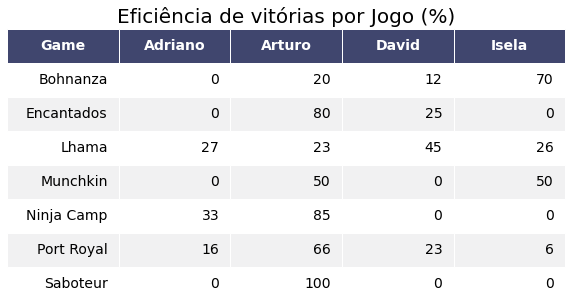 Eficiência de vitórias por Jogo (%)
Game Adriano Arturo David Isela
Bohnanza 0 20 12 70
Encantados 0 80 25 0
Lhama 27 23 45 26
Munchkin 0 50 0 50
Ninja Camp 33 85 0 0
Port Royal 16 66 23 6
Saboteur 0 100 0 0